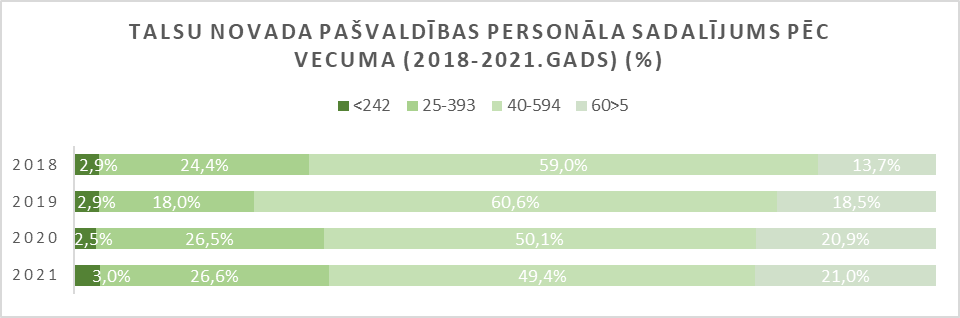 TALSU NOVADA PAŠVALDĪBAS PERSONĀLA SADALĪJUMS PĒC
VECUMA (2018-2021.GADS) (%)
<242 25-393 40-594 60>5
2018 2,9% 24,4% 59,0% 13,7%
2019 2,9% 18,0% 60,6% 18,5%
2020 2,5% 26,5% 50,1% 20,9%
2021 3,0% 26,6% 49,4% 21,0%